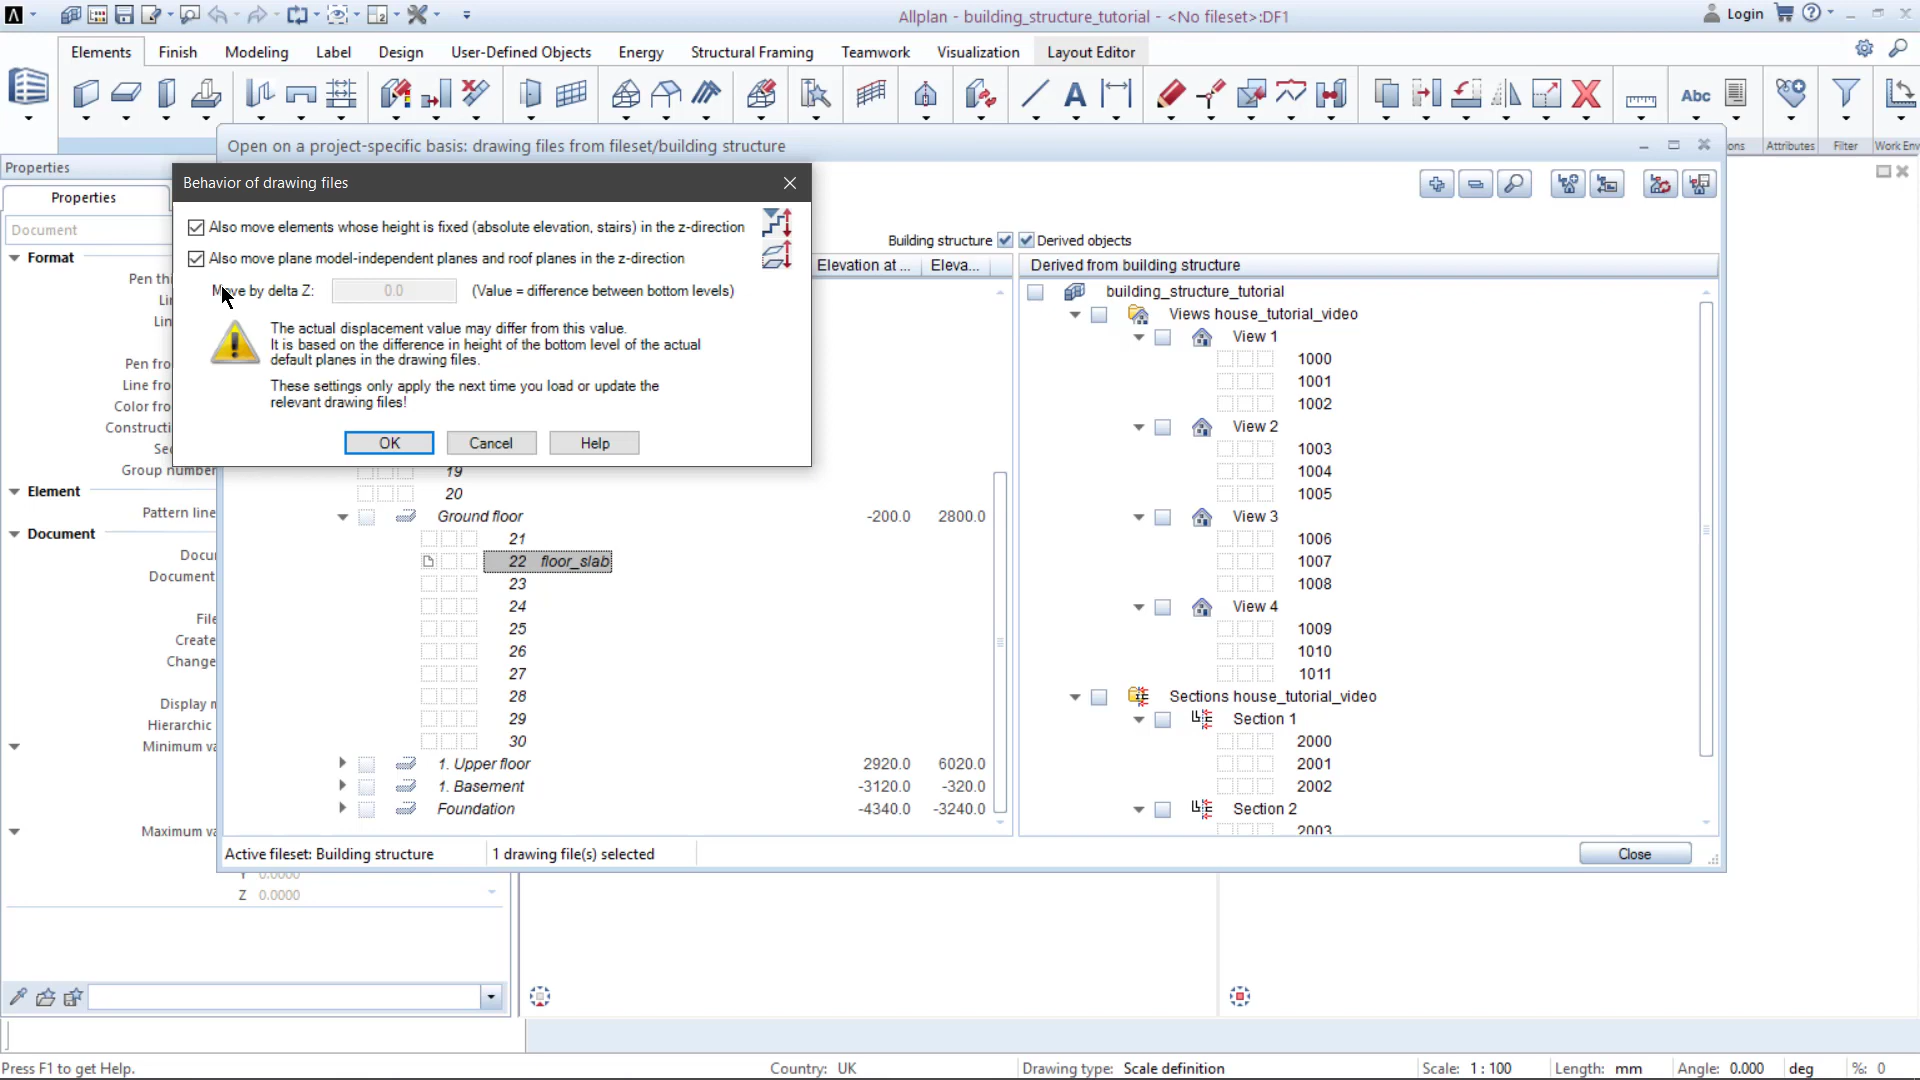 Allplan - building_structure_tutorial - <No fileset>:DF1
Login
Elements
Finish
Modeling
Label
Design
User-Defined Objects
Energy
Structural Framing
Teamwork
Visualization
Layout Editor
Abc
Attributes
Filter
Open on a project-specific basis: drawing files from fileset/building structure
Properties
Properties
Document
Format
Element
Pattern line
Document
Hierarchic
Group number
Create
Change
Z 0.0000
Behavior of drawing files
Also move elements whose height is fixed (absolute elevation, stairs) in the z-direction
Also move plane model-independent planes and roof planes in the z-direction
Move by delta Z:
0.0
(Value = difference between bottom levels)
The actual displacement value may differ from this value.
It is based on the difference in height of the bottom level of the actual
default planes in the drawing files.
These settings only apply the next time you load or update the
relevant drawing files!
OK
Cancel
Help
Building structure
Derived objects
Elevation at ...
Eleva...
Derived from building structure
19
20
Ground floor -200.0 2800.0
21
22 floor_slab
23
24
25
26
27
28
29
30
1. Upper floor 2920.0 6020.0
1. Basement -3120.0 -320.0
Foundation -4340.0 -3240.0
building_structure_tutorial
Views house_tutorial_video
View 1
1000
1001
1002
View 2
1003
1004
1005
View 3
1006
1007
1008
View 4
1009
1010
1011
Sections house_tutorial_video
Section 1
2000
2001
2002
Section 2
2003
Active fileset: Building structure
1 drawing file(s) selected
Close
Press F1 to get Help.
Country: UK
Drawing type: Scale definition
Scale: 1:100
Length: mm
Angle: 0.000 deg
%: 0